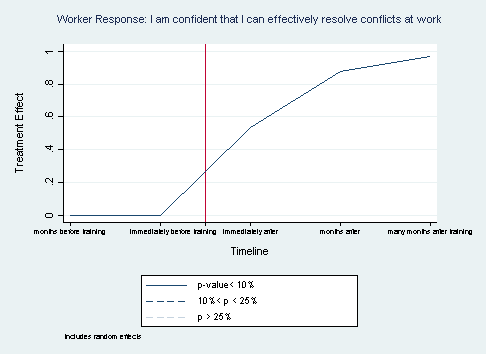 Worker Response: I am confident that I can effectively resolve conflicts at work
Treatment Effect
1
.8
.6
.4
.2
0
months before training immediately before training immediately after months after many months after training
Timeline
p-value< 10%
10%< p < 25%
p > 25%
includes random effects